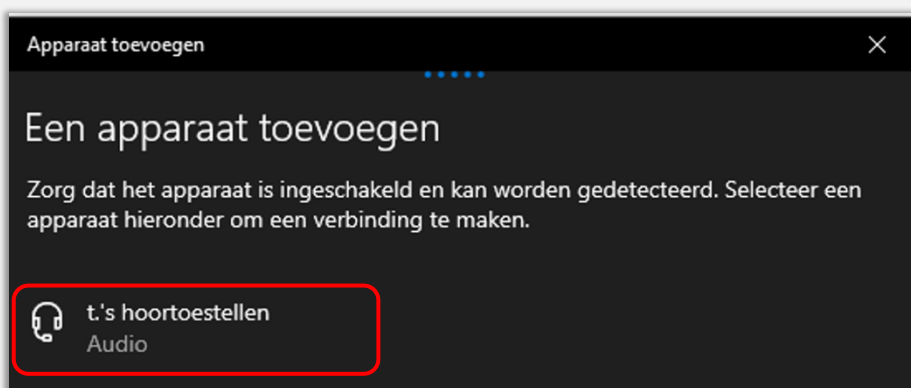 Apparaat toevoegen
Een apparaat toevoegen
Zorg dat het apparaat is ingeschakeld en kan worden gedetecteerd. Selecteer een
apparaat hieronder om een verbinding te maken.
t.'s hoortoestellen
Audio